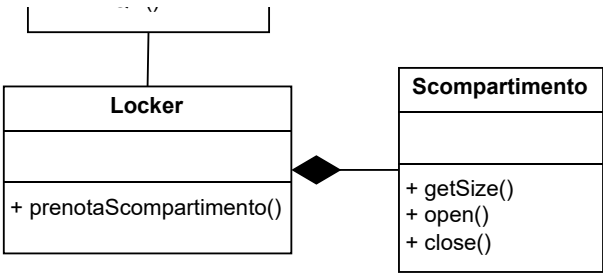 Locker
+ prenotaScompartimento()
Scompartimento
+ getSize()
+ open()
+ close()